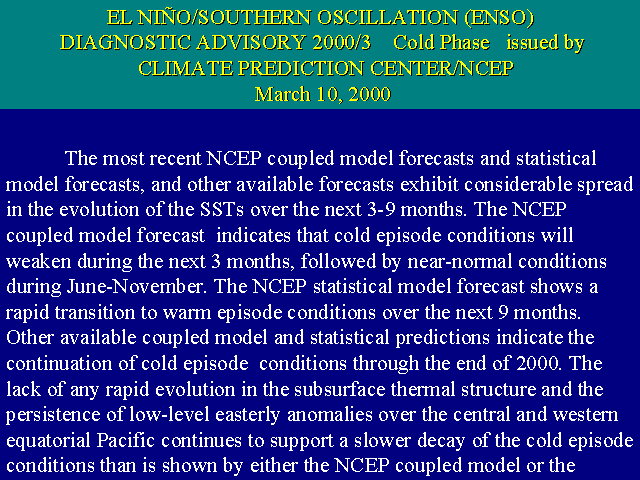 EL NIÑO/SOUTHERN OSCILLATION (ENSO)
DIAGNOSTIC ADVISORY 2000/3    Cold Phase   issued by
CLIMATE PREDICTION CENTER/NCEP
March 10, 2000
The most recent NCEP coupled model forecasts and statistical
model forecasts, and other available forecasts exhibit considerable spread
in the evolution of the SSTs over the next 3-9 months. The NCEP
coupled model forecast  indicates that cold episode conditions will
weaken during the next 3 months, followed by near-normal conditions
during June-November. The NCEP statistical model forecast shows a
rapid transition to warm episode conditions over the next 9 months.
Other available coupled model and statistical predictions indicate the
continuation of cold episode  conditions through the end of 2000. The
lack of any rapid evolution in the subsurface thermal structure and the
persistence of low-level easterly anomalies over the central and western
equatorial Pacific continues to support a slower decay of the cold episode
conditions than is shown by either the NCEP coupled model or the